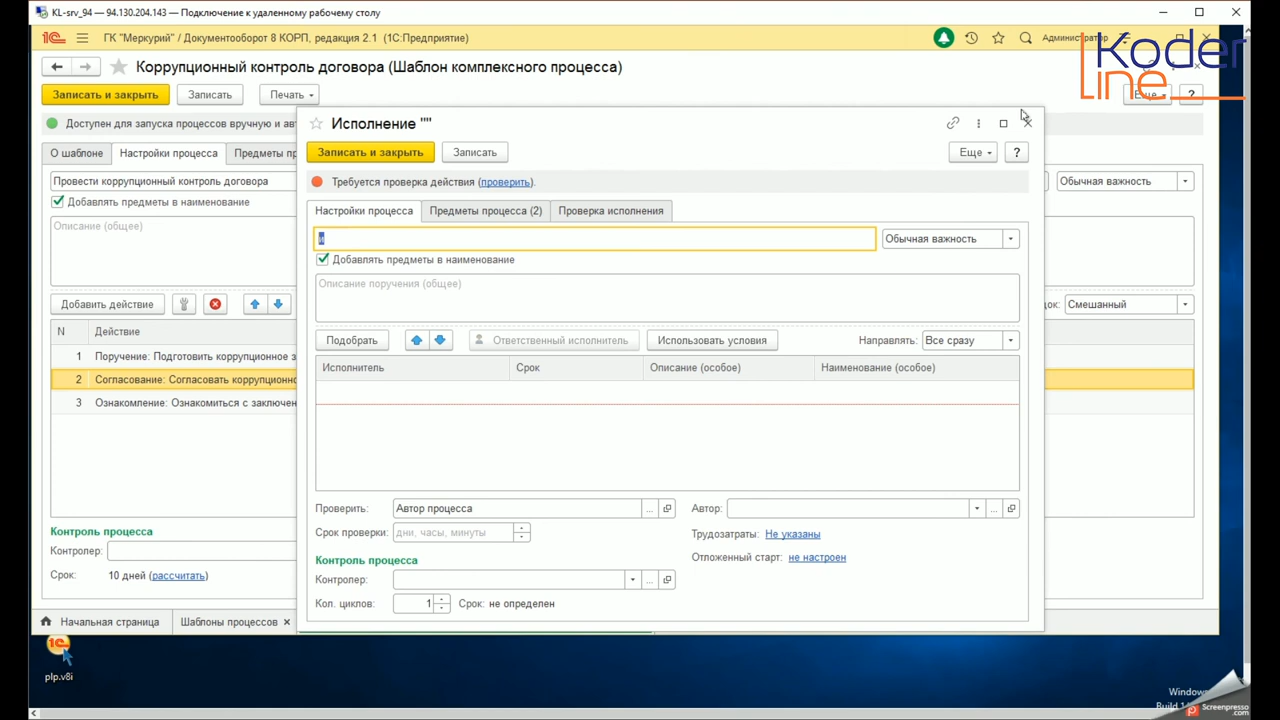 KL-srv_94 — 94.130.204.143 — Подключение к удаленному рабочему столу
ГК "Меркурий" / Документооборот 8 КОРП, редакция 2.1 (1С:Предприятие)
Администратор
Koder
line
Коррупционный контроль договора (Шаблон комплексного процесса)
Записать и закрыть Записать Печать Еще ?
Доступен для запуска процессов вручную и авт
О шаблоне Настройки процесса Предметы пр
Провести коррупционный контроль договора Обычная важность
Добавлять предметы в наименование
Описание (общее)
Добавить действие Смешанный
N Действие
1 Поручение: Подготовить коррупционное з
2 Согласование: Согласовать коррупционно
3 Ознакомление: Ознакомиться с заключен
Контроль процесса
Контролер:
Срок: 10 дней (рассчитать)
Исполнение ""
Записать и закрыть Записать Еще ?
Требуется проверка действия (проверить).
Настройки процесса Предметы процесса (2) Проверка исполнения
Обычная важность
Добавлять предметы в наименование
Описание поручения (общее)
Подобрать Ответственный исполнитель Использовать условия Направлять: Все сразу
Исполнитель Срок Описание (особое) Наименование (особое)
Проверить: Автор процесса Автор:
Срок проверки: дни, часы, минуты Трудозатраты: Не указаны
Контроль процесса Отложенный старт: не настроен
Контролер:
Кол. циклов: 1 Срок: не определен
Начальная страница Шаблоны процессов
plp.v8i
Windows
Screenpresso
.com